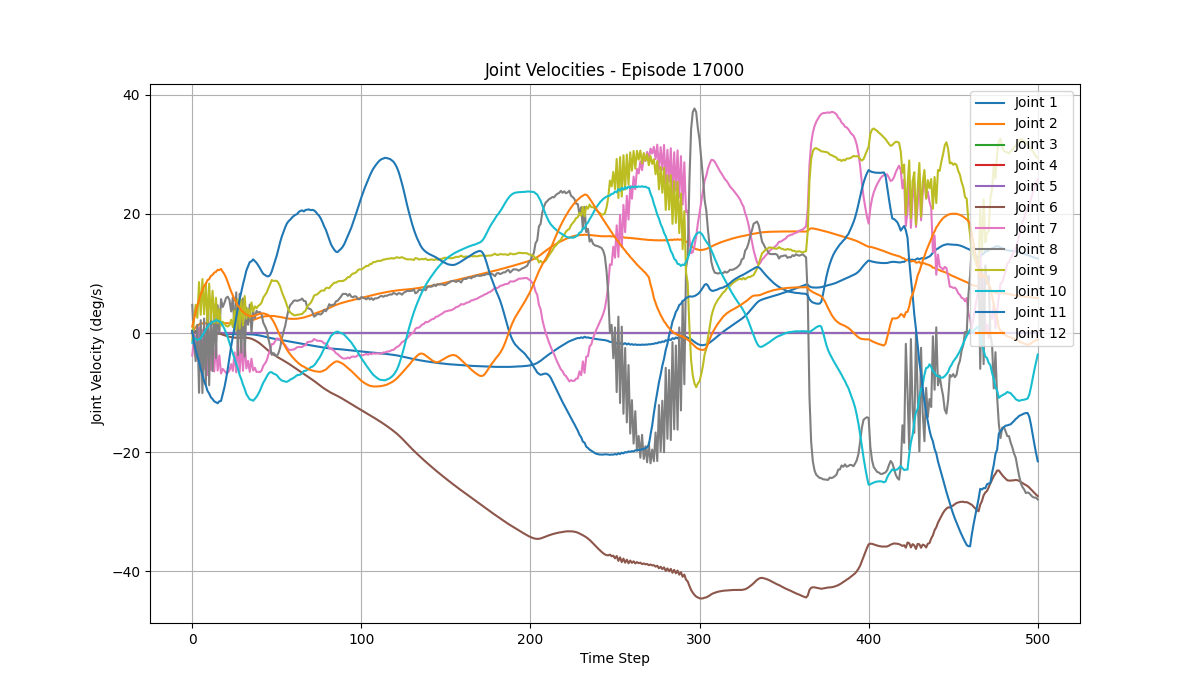 Joint Velocities - Episode 17000
Joint Velocity (deg/s)
40
20
0
−20
−40
0
100
200
300
400
500
Time Step
Joint 1
Joint 2
Joint 3
Joint 4
Joint 5
Joint 6
Joint 7
Joint 8
Joint 9
Joint 10
Joint 11
Joint 12